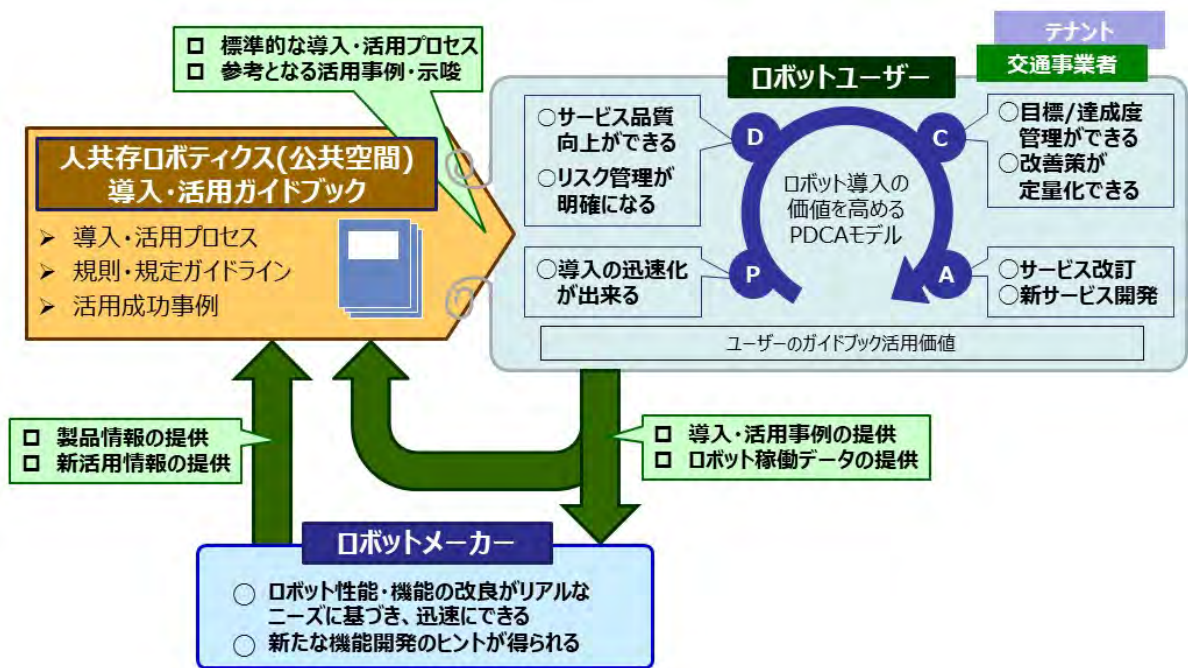 □ 標準的な導入・活用プロセス
□ 参考となる活用事例・示唆
テナント
交通事業者
ロボットユーザー
人共存ロボティクス(公共空間)
導入・活用ガイドブック
➢ 導入・活用プロセス
➢ 規則・規定ガイドライン
➢ 活用成功事例
○サービス品質
向上ができる
○リスク管理が
明確になる
○導入の迅速化
が出来る
D
C
P
A
ロボット導入の
価値を高める
PDCAモデル
○目標/達成度
管理ができる
○改善策が
定量化できる
○サービス改訂
○新サービス開発
ユーザーのガイドブック活用価値
□ 製品情報の提供
□ 新活用情報の提供
□ 導入・活用事例の提供
□ ロボット稼働データの提供
ロボットメーカー
○ ロボット性能・機能の改良がリアルな
ニーズに基づき、迅速にできる
○ 新たな機能開発のヒントが得られる